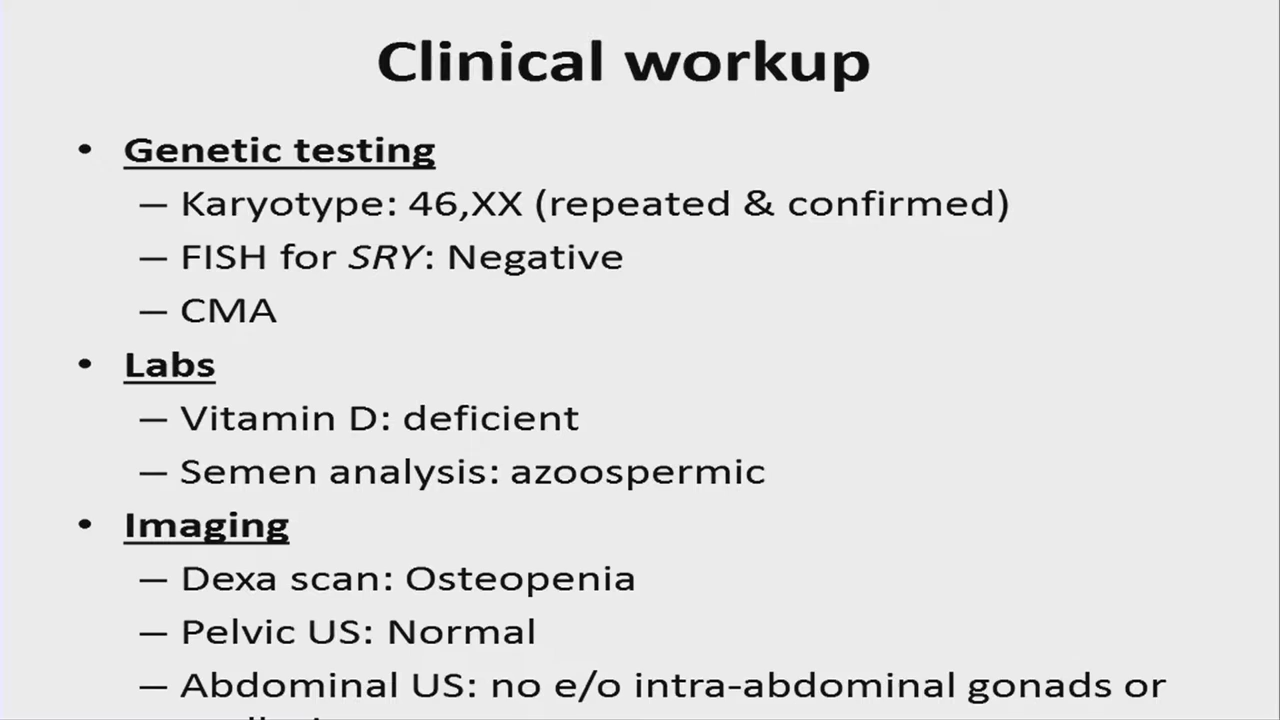 Clinical workup
• Genetic testing
– Karyotype: 46,XX (repeated & confirmed)
– FISH for SRY: Negative
– CMA
• Labs
– Vitamin D: deficient
– Semen analysis: azoospermic
• Imaging
– Dexa scan: Osteopenia
– Pelvic US: Normal
– Abdominal US: no e/o intra-abdominal gonads or